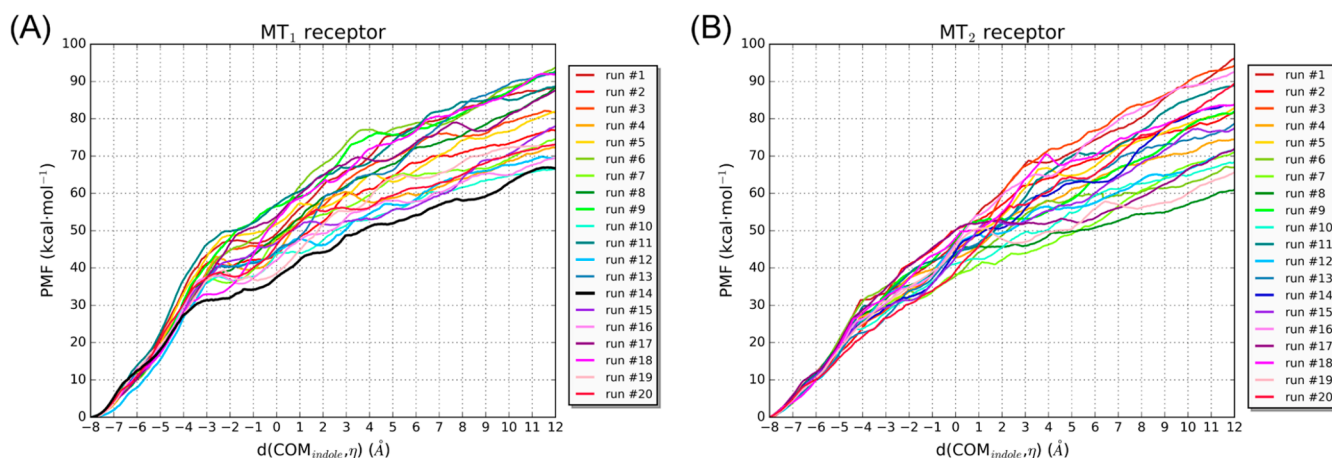 (A)
MT₁ receptor
PMF (kcal·mol⁻¹)
100
90
80
70
60
50
40
30
20
10
0
−8 −7 −6 −5 −4 −3 −2 −1 0 1 2 3 4 5 6 7 8 9 10 11 12
d(COM_indole,η) (Å)
run #1
run #2
run #3
run #4
run #5
run #6
run #7
run #8
run #9
run #10
run #11
run #12
run #13
run #14
run #15
run #16
run #17
run #18
run #19
run #20
(B)
MT₂ receptor
PMF (kcal·mol⁻¹)
100
90
80
70
60
50
40
30
20
10
0
−8 −7 −6 −5 −4 −3 −2 −1 0 1 2 3 4 5 6 7 8 9 10 11 12
d(COM_indole,η) (Å)
run #1
run #2
run #3
run #4
run #5
run #6
run #7
run #8
run #9
run #10
run #11
run #12
run #13
run #14
run #15
run #16
run #17
run #18
run #19
run #20